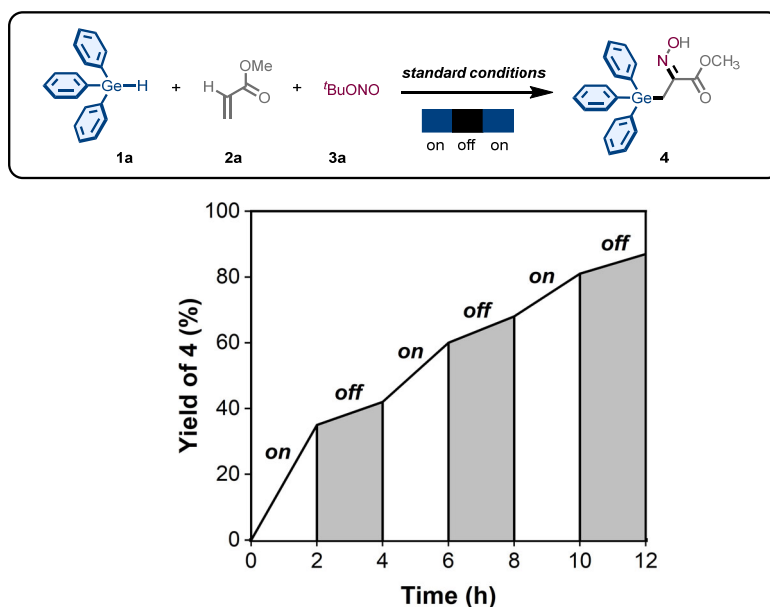 Ge H
1a
+
H OMe O
2a
+
ᵗBuONO
3a
standard conditions
on off on
Ge N OH OCH₃ O
4
Yield of 4 (%)
100
80
60
40
20
0
on
off
on
off
on
off
0 2 4 6 8 10 12
Time (h)